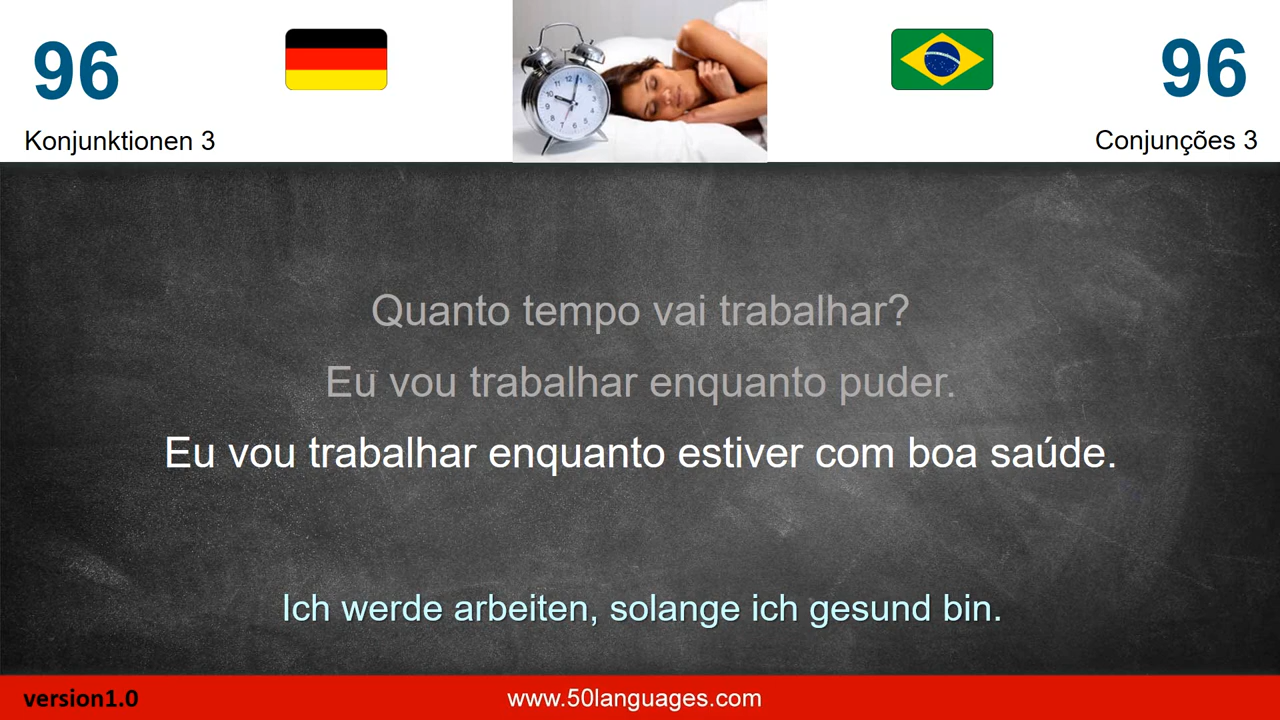 96
96
Konjunktionen 3
Conjunções 3
Quanto tempo vai trabalhar?
Eu vou trabalhar enquanto puder.
Eu vou trabalhar enquanto estiver com boa saúde.
Ich werde arbeiten, solange ich gesund bin.
version1.0
www.50languages.com